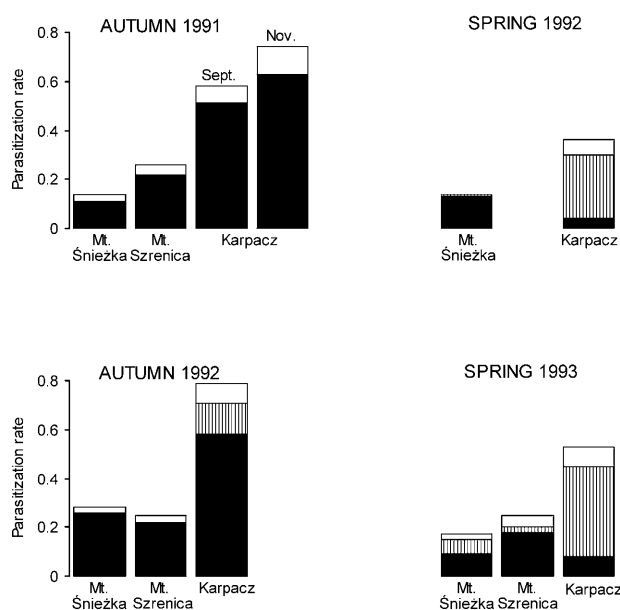 AUTUMN 1991
Parasitization rate
0.8
0.6
0.4
0.2
0
Sept.
Nov.
Mt.
Śnieżka
Mt.
Szrenica
Karpacz
SPRING 1992
Mt.
Śnieżka
Karpacz
AUTUMN 1992
Parasitization rate
0.8
0.6
0.4
0.2
0
Mt.
Śnieżka
Mt.
Szrenica
Karpacz
SPRING 1993
Mt.
Śnieżka
Mt.
Szrenica
Karpacz